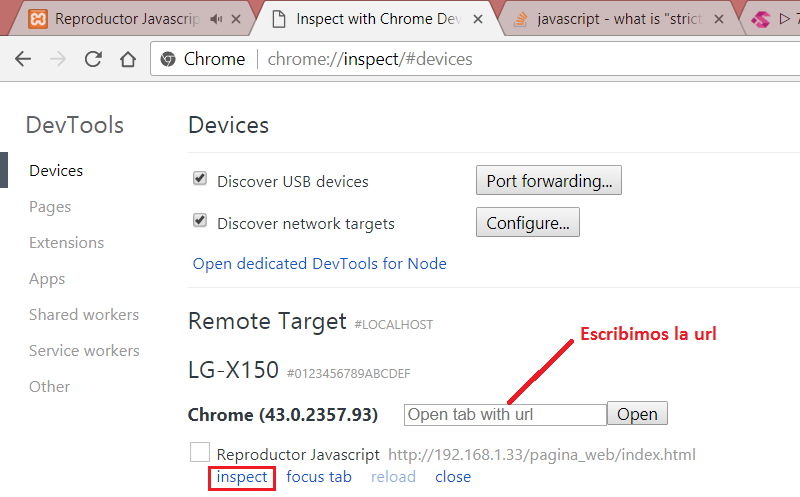 Reproductor Javascrip
Inspect with Chrome Dev
javascript - what is "strict
Chrome chrome://inspect/#devices
DevTools
Devices
Pages
Extensions
Apps
Shared workers
Service workers
Other
Devices
Discover USB devices
Port forwarding...
Discover network targets
Configure...
Open dedicated DevTools for Node
Remote Target #LOCALHOST
Escribimos la url
LG-X150 #0123456789ABCDEF
Chrome (43.0.2357.93) Open tab with url Open
Reproductor Javascript http://192.168.1.33/pagina_web/index.html
inspect focus tab reload close